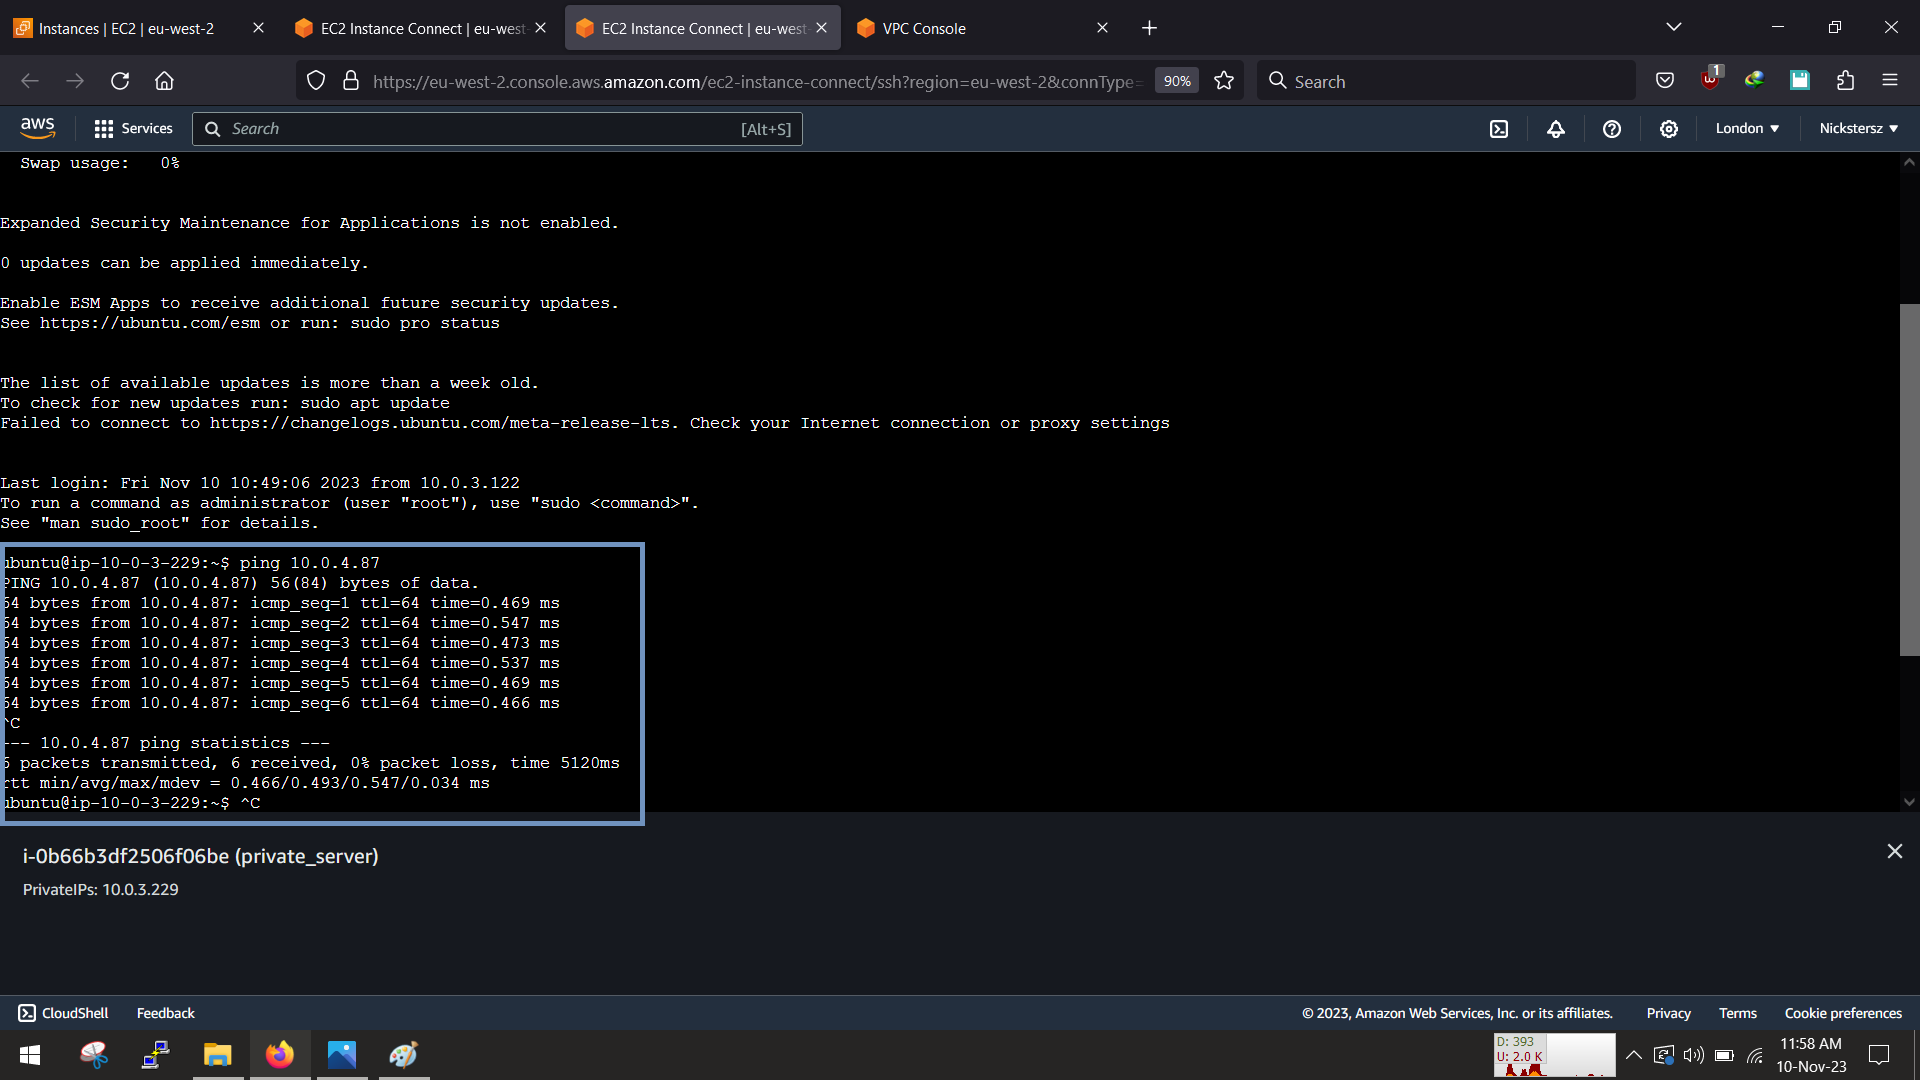 Instances | EC2 | eu-west-2
EC2 Instance Connect | eu-west-
EC2 Instance Connect | eu-west-
VPC Console
https://eu-west-2.console.aws.amazon.com/ec2-instance-connect/ssh?region=eu-west-2&connType=
90%
Search
1
aws
Services
Search
[Alt+S]
London
Nickstersz
Swap usage:   0%
Expanded Security Maintenance for Applications is not enabled.
0 updates can be applied immediately.
Enable ESM Apps to receive additional future security updates.
See https://ubuntu.com/esm or run: sudo pro status
The list of available updates is more than a week old.
To check for new updates run: sudo apt update
Failed to connect to https://changelogs.ubuntu.com/meta-release-lts. Check your Internet connection or proxy settings
Last login: Fri Nov 10 10:49:06 2023 from 10.0.3.122
To run a command as administrator (user "root"), use "sudo <command>".
See "man sudo_root" for details.
ubuntu@ip-10-0-3-229:~$ ping 10.0.4.87
PING 10.0.4.87 (10.0.4.87) 56(84) bytes of data.
64 bytes from 10.0.4.87: icmp_seq=1 ttl=64 time=0.469 ms
64 bytes from 10.0.4.87: icmp_seq=2 ttl=64 time=0.547 ms
64 bytes from 10.0.4.87: icmp_seq=3 ttl=64 time=0.473 ms
64 bytes from 10.0.4.87: icmp_seq=4 ttl=64 time=0.537 ms
64 bytes from 10.0.4.87: icmp_seq=5 ttl=64 time=0.469 ms
64 bytes from 10.0.4.87: icmp_seq=6 ttl=64 time=0.466 ms
^C
--- 10.0.4.87 ping statistics ---
6 packets transmitted, 6 received, 0% packet loss, time 5120ms
rtt min/avg/max/mdev = 0.466/0.493/0.547/0.034 ms
ubuntu@ip-10-0-3-229:~$ ^C
i-0b66b3df2506f06be (private_server)
PrivateIPs: 10.0.3.229
CloudShell
Feedback
© 2023, Amazon Web Services, Inc. or its affiliates.
Privacy
Terms
Cookie preferences
D: 393
U: 2.0 K
11:58 AM
10-Nov-23